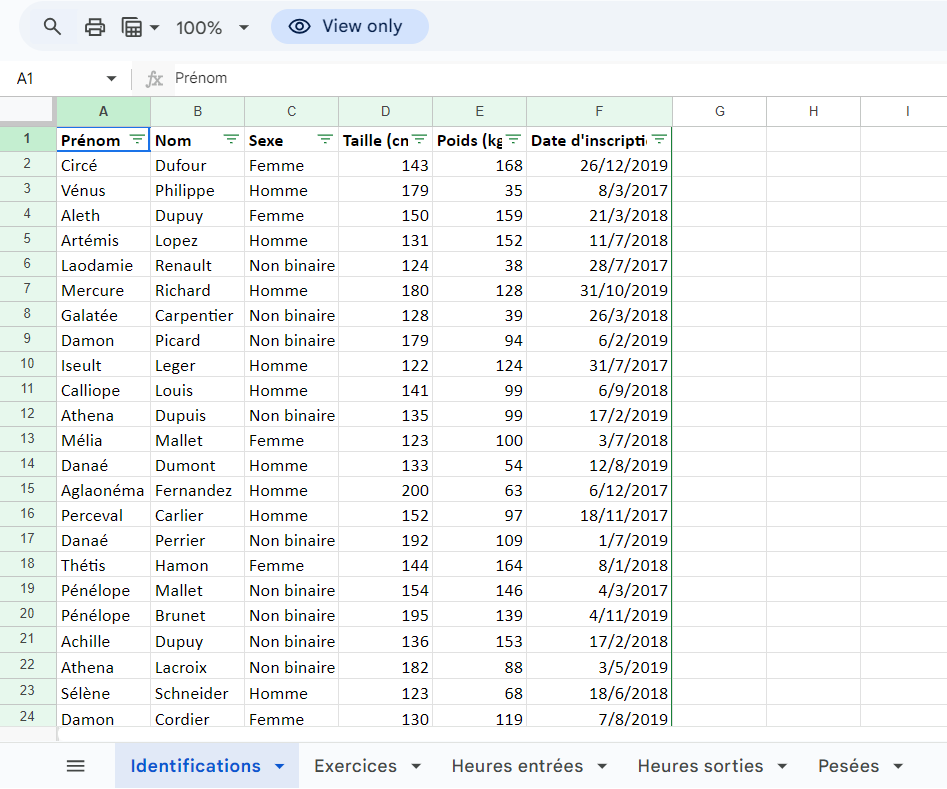 100% View only
A1 fx Prénom
A B C D E F G H I
1 Prénom Nom Sexe Taille (cn Poids (kg Date d'inscripti
2 Circé Dufour Femme 143 168 26/12/2019
3 Vénus Philippe Homme 179 35 8/3/2017
4 Aleth Dupuy Femme 150 159 21/3/2018
5 Artémis Lopez Homme 131 152 11/7/2018
6 Laodamie Renault Non binaire 124 38 28/7/2017
7 Mercure Richard Homme 180 128 31/10/2019
8 Galatée Carpentier Non binaire 128 39 26/3/2018
9 Damon Picard Non binaire 179 94 6/2/2019
10 Iseult Leger Homme 122 124 31/7/2017
11 Calliope Louis Homme 141 99 6/9/2018
12 Athena Dupuis Non binaire 135 99 17/2/2019
13 Mélia Mallet Femme 123 100 3/7/2018
14 Danaé Dumont Homme 133 54 12/8/2019
15 Aglaonéma Fernandez Homme 200 63 6/12/2017
16 Perceval Carlier Homme 152 97 18/11/2017
17 Danaé Perrier Non binaire 192 109 1/7/2019
18 Thétis Hamon Femme 144 164 8/1/2018
19 Pénélope Mallet Non binaire 154 146 4/3/2017
20 Pénélope Brunet Non binaire 195 139 4/11/2019
21 Achille Dupuy Non binaire 136 153 17/2/2018
22 Athena Lacroix Non binaire 182 88 3/5/2019
23 Sélène Schneider Homme 123 68 18/6/2018
24 Damon Cordier Femme 130 119 7/8/2019
Identifications Exercices Heures entrées Heures sorties Pesées